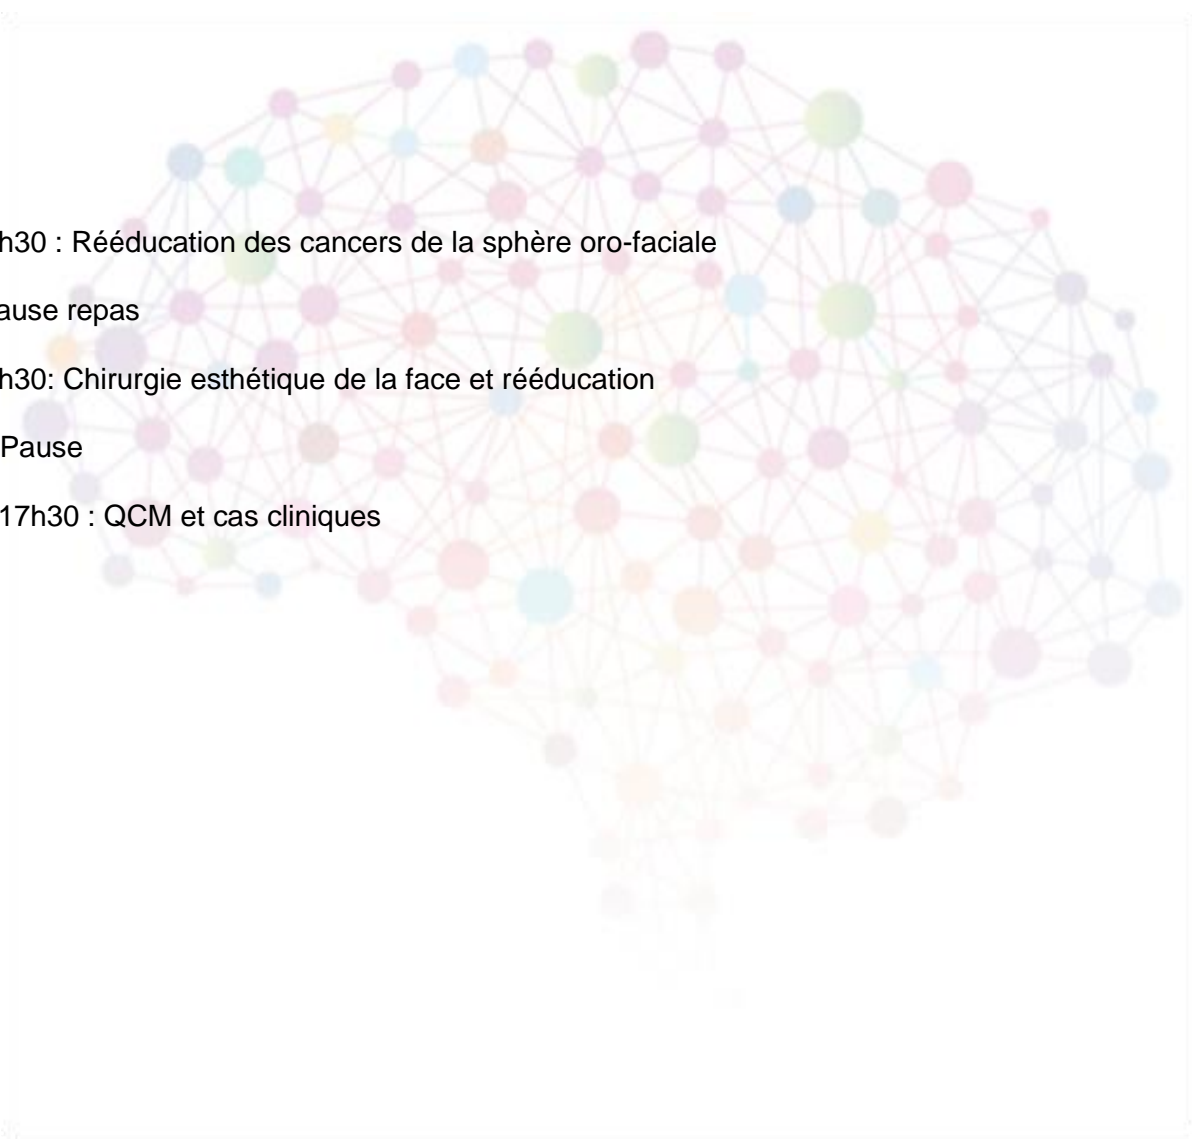 h30 : Rééducation des cancers de la sphère oro-faciale
ause repas
h30: Chirurgie esthétique de la face et rééducation
Pause
17h30 : QCM et cas cliniques